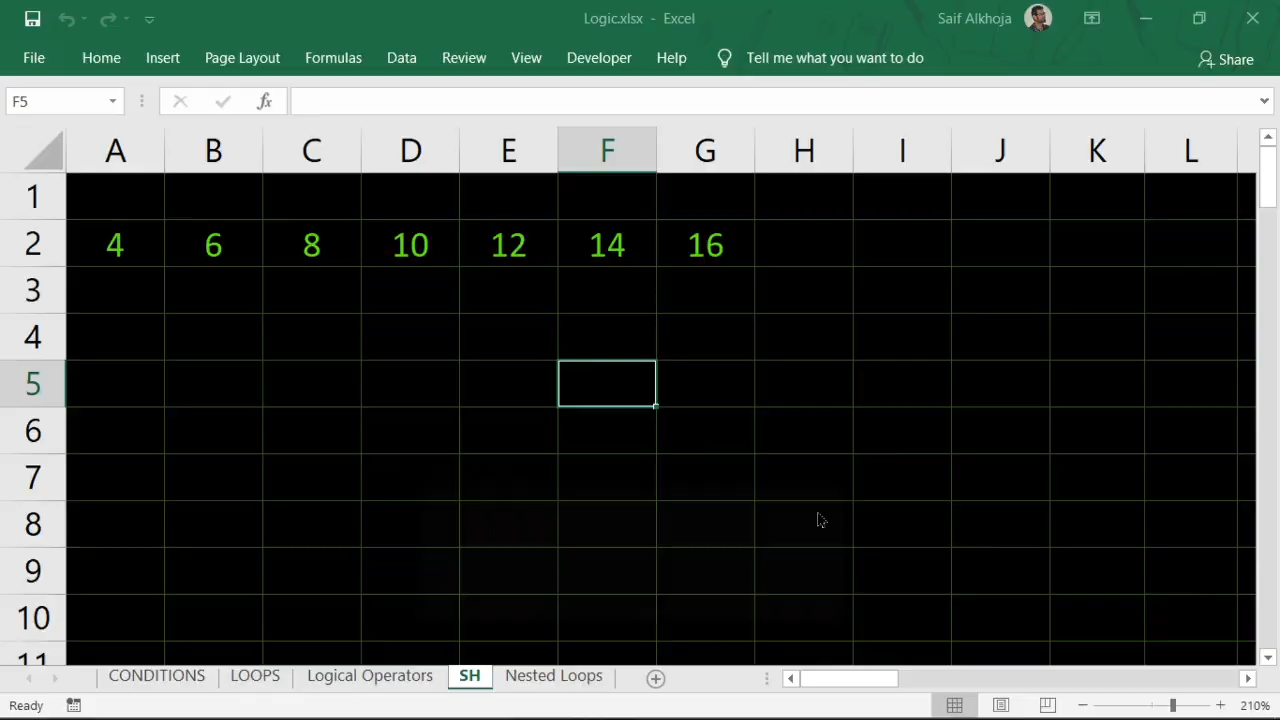 Logic.xlsx - Excel
Saif Alkhoja
File Home Insert Page Layout Formulas Data Review View Developer Help Tell me what you want to do Share
F5 fx
A B C D E F G H I J K L
1
2 4 6 8 10 12 14 16
3
4
5
6
7
8
9
10
11
CONDITIONS LOOPS Logical Operators SH Nested Loops
Ready 210%